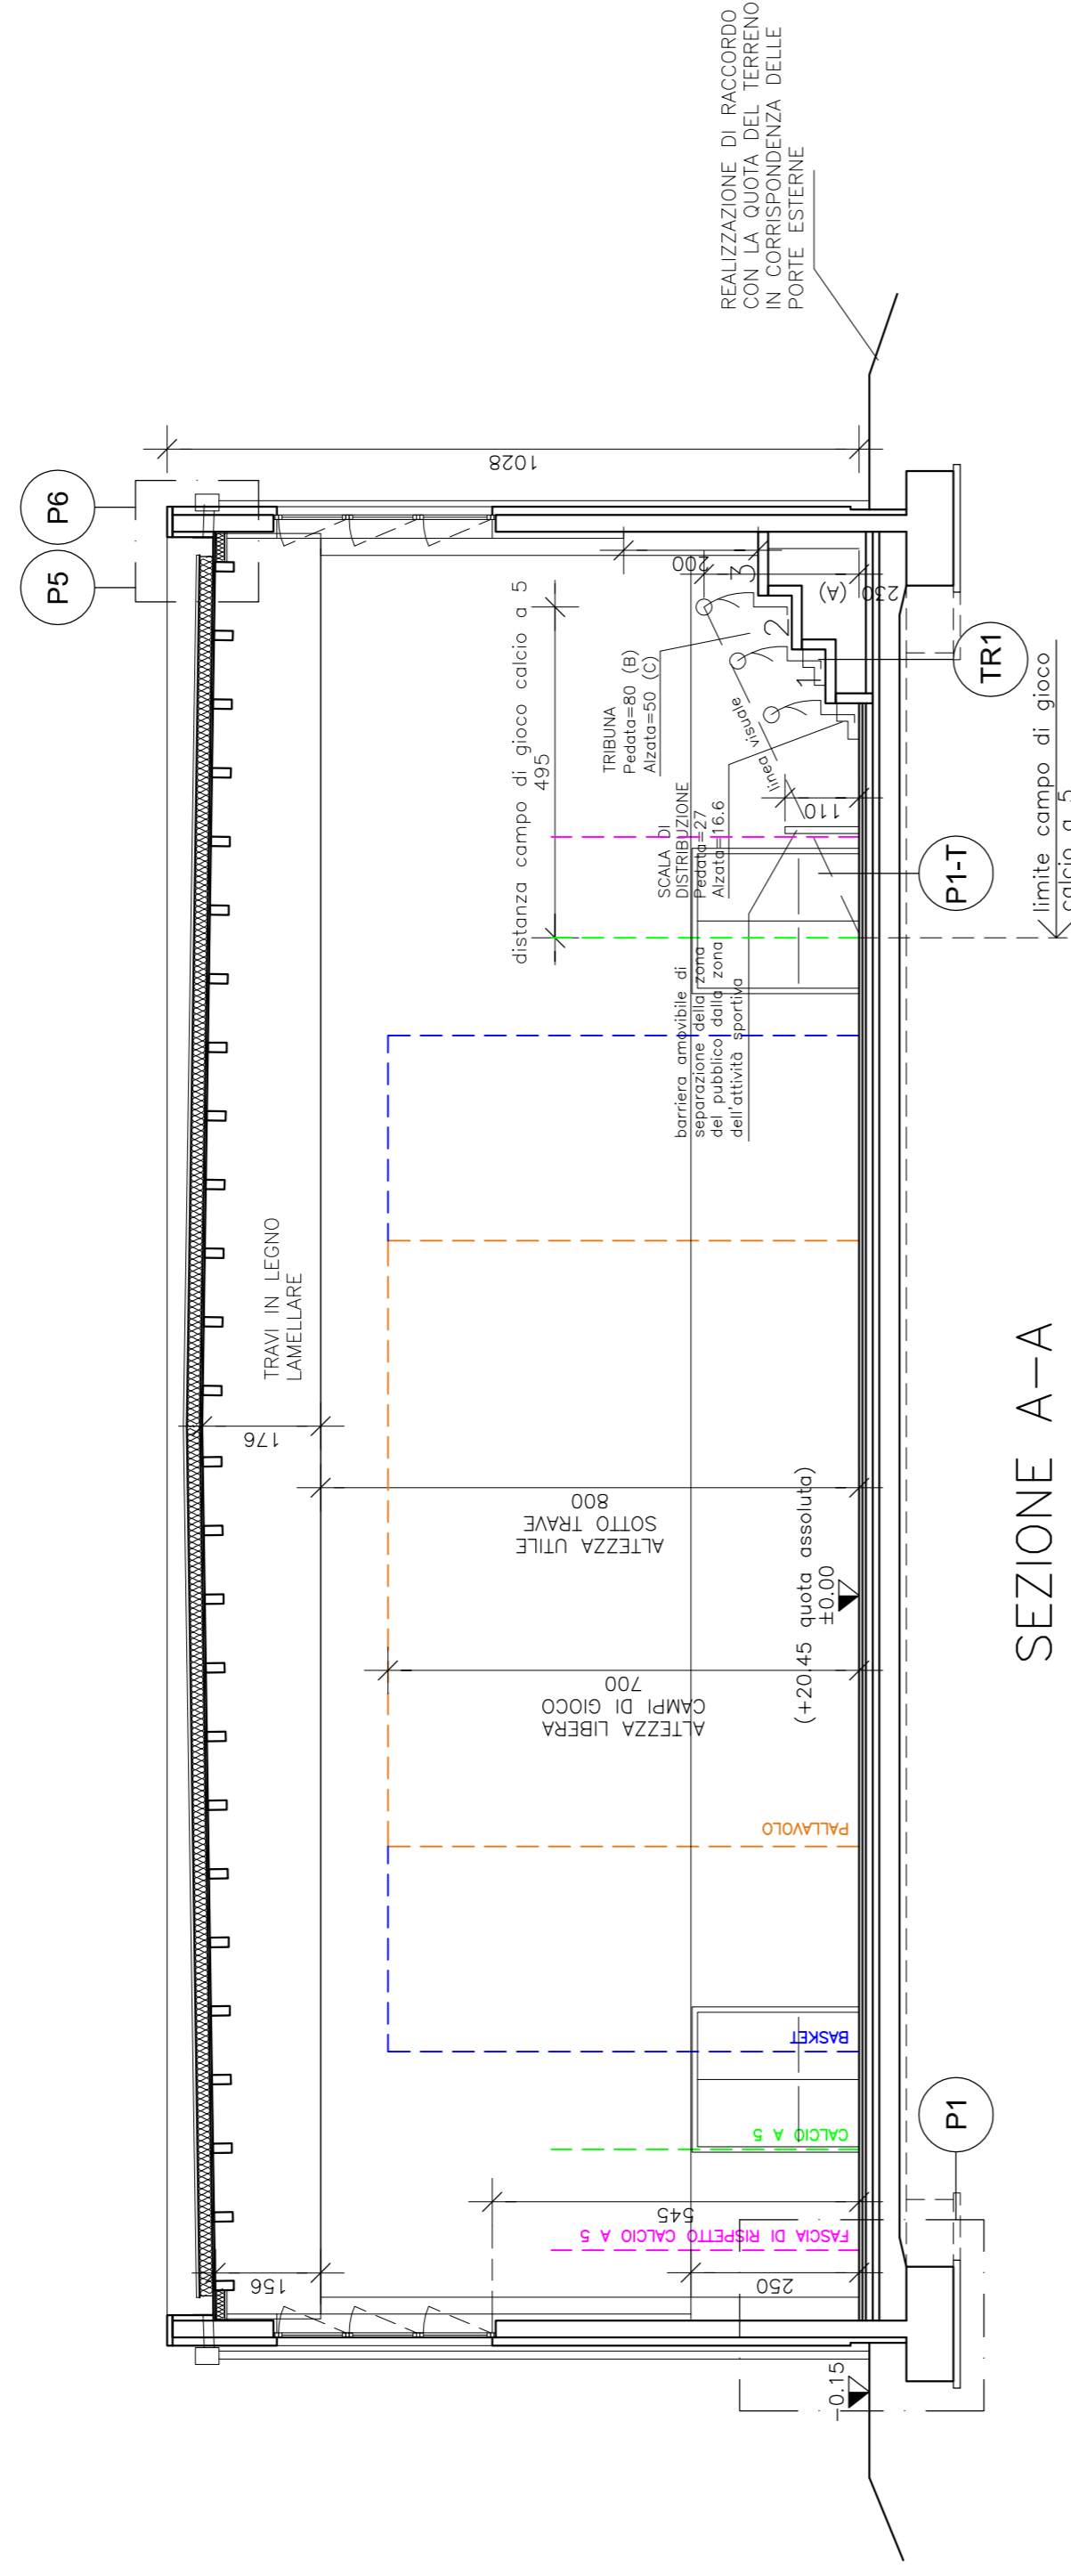 REALIZZAZIONE DI RACCORDO
CON LA QUOTA DEL TERRENO
IN CORRISPONDENZA DELLE
PORTE ESTERNE
P6
P5
1028
distanza campo di gioco calcio a 5
495
TRIBUNA
Pedata=80 (B)
Alzata=50 (C)
200
230 (A)
3
2
1
linea visuale
SCALA DI
DISTRIBUZIONE
Pedata=27
Alzata=16.6
110
barriera amovibile di
separazione della zona
del pubblico dalla zona
dell'attività sportiva
TR1
P1-T
limite campo di gioco
calcio a 5
TRAVI IN LEGNO
LAMELLARE
176
ALTEZZA UTILE
SOTTO TRAVE
800
(+20.45 quota assoluta)
±0.00
ALTEZZA LIBERA
CAMPI DI GIOCO
700
PALLAVOLO
BASKET
CALCIO A 5
FASCIA DI RISPETTO CALCIO A 5
545
156
250
-0.15
P1
SEZIONE A-A